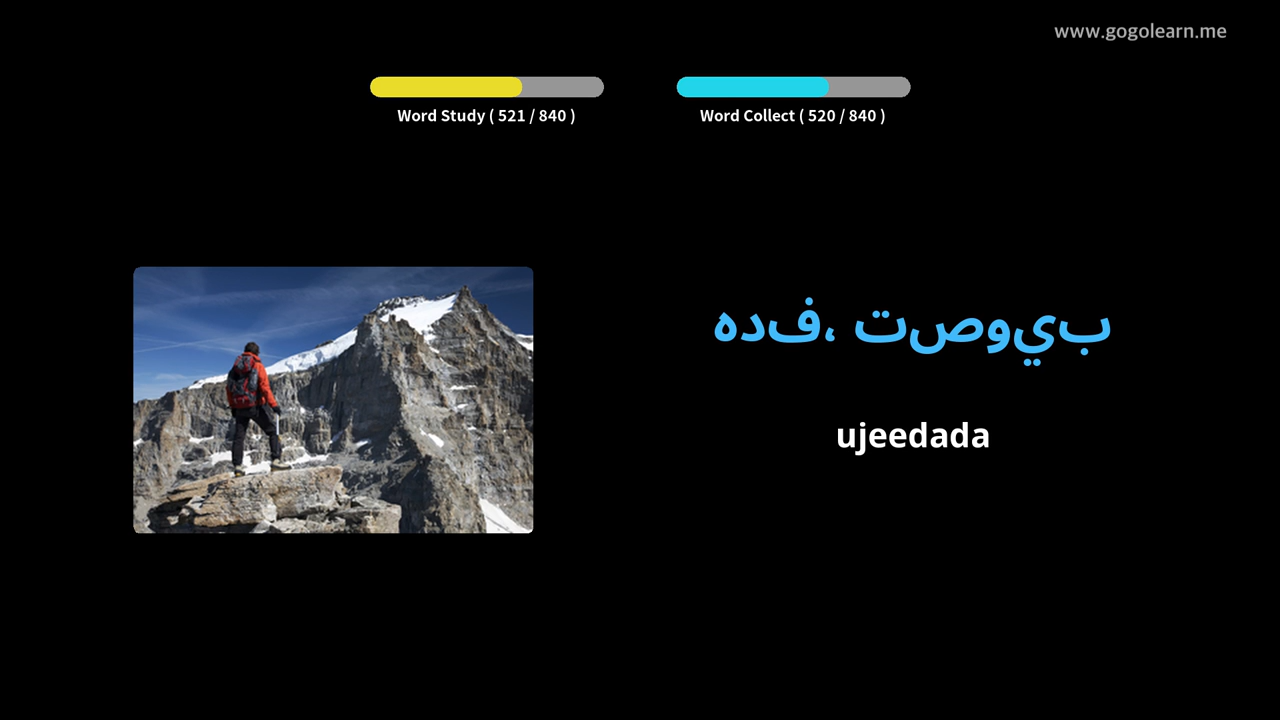 www.gogolearn.me
Word Study ( 521 / 840 )
Word Collect ( 520 / 840 )
هدف، تصويب
ujeedada